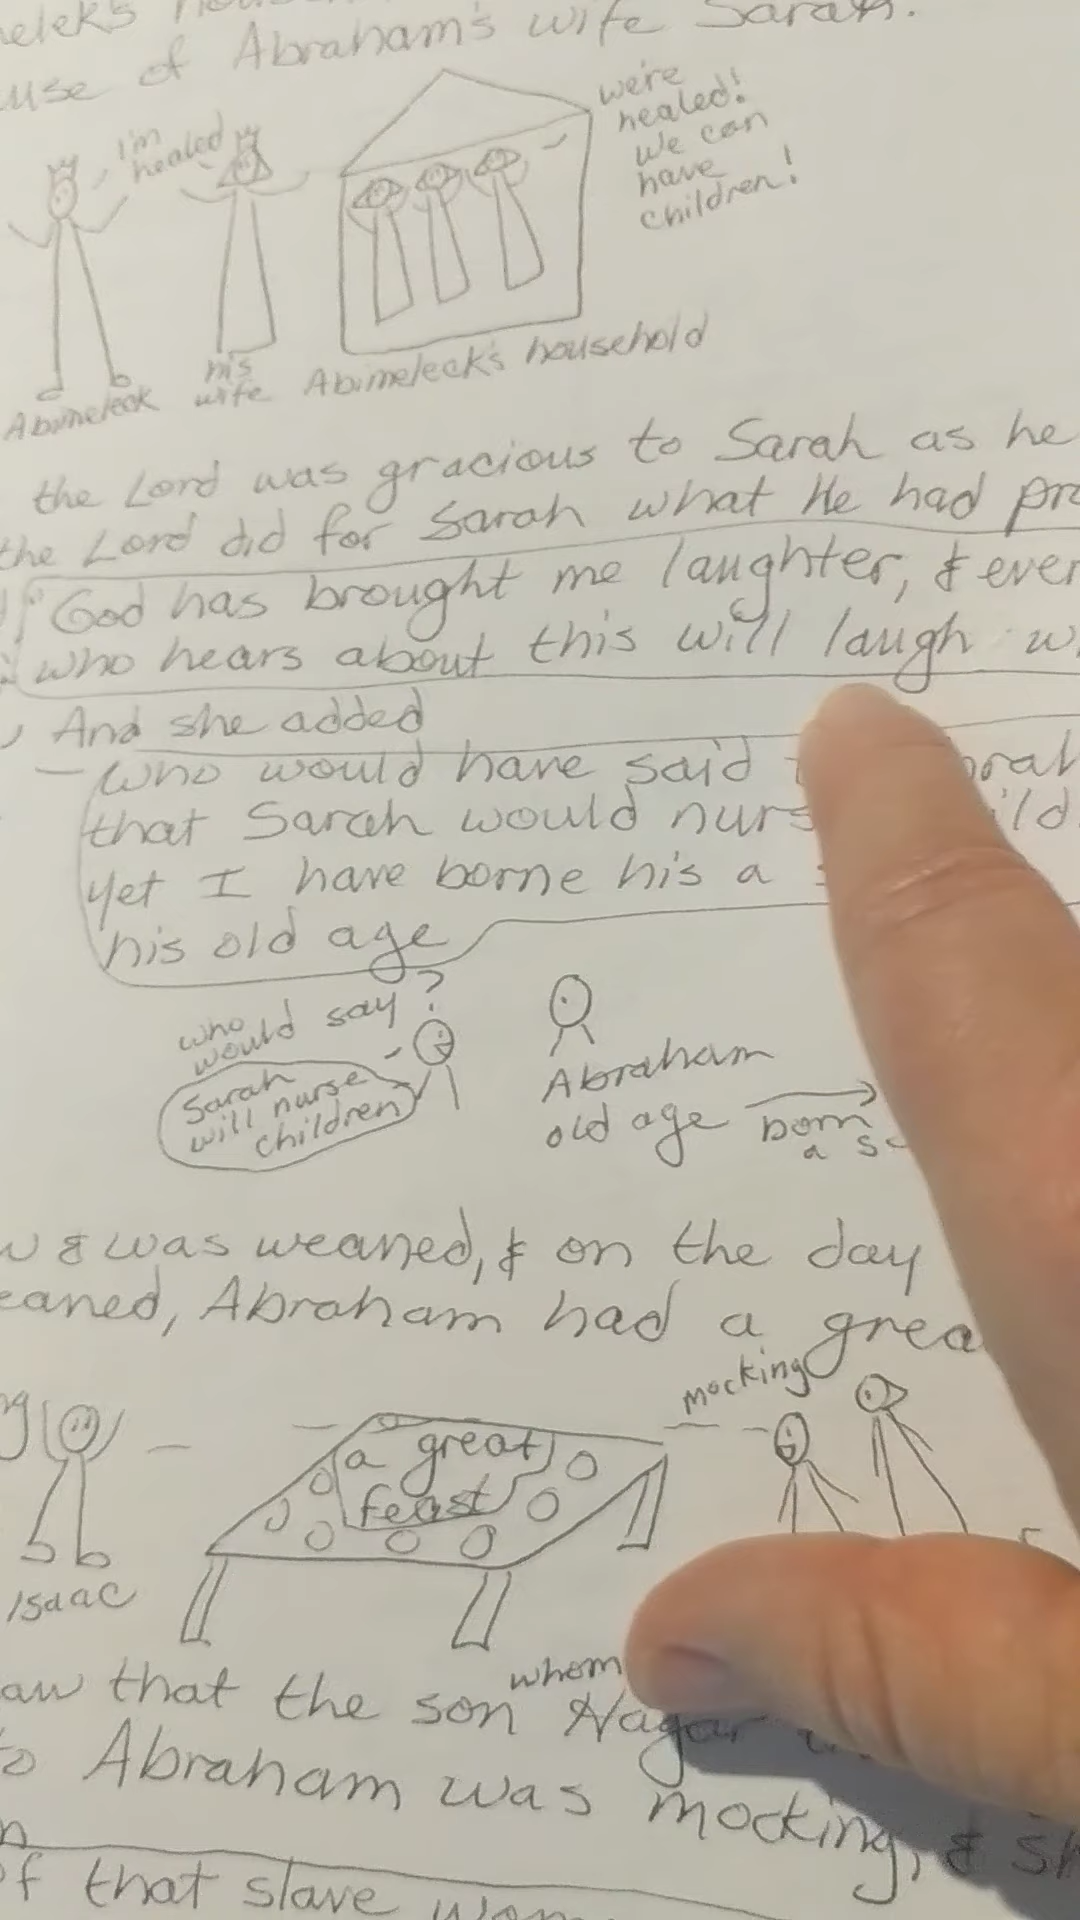 use of Abraham's wife Sarah.
I'm healed
we're
healed!
we can
have
children!
Abimeleck
his
wife
Abimeleck's household
the Lord was gracious to Sarah as he
the Lord did for Sarah what He had
God has brought me laughter, &
who hears about this will laugh
And she added
who would have said
that Sarah would
yet I have borne his a
his old age
who
would say?
Sarah
will nurse
children
Abraham
old age
born
a
& was weaned, & on the day
Abraham had a
mocking
a great
feast
Isaac
that the son whom Hagar
Abraham was mocking, &
of that slave